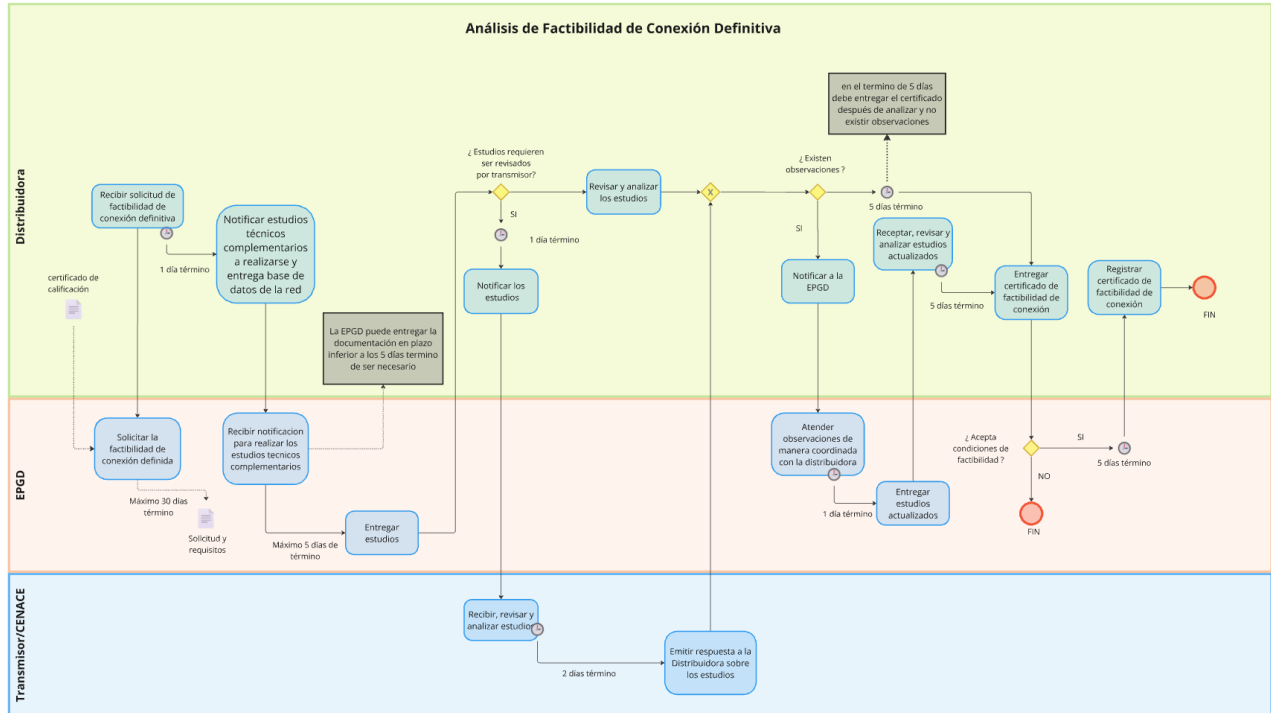 Análisis de Factibilidad de Conexión Definitiva
Distribuidora
en el termino de 5 días
debe entregar el certificado
después de analizar y no
existir observaciones
¿ Estudios requieren
ser revisados
por transmisor?
¿ Existen
observaciones ?
Recibir solicitud de
factibilidad de
conexión definitiva
1 día término
Notificar estudios
técnicos
complementarios
a realizarse y
entrega base de
datos de la red
SI
1 día término
Notificar los
estudios
Revisar y analizar
los estudios
X
SI
5 días término
Notificar a la
EPGD
Receptar, revisar y
analizar estudios
actualizados
5 días término
Entregar
certificado de
factibilidad de
conexión
Registrar
certificado de
factibilidad de
conexión
FIN
certificado de
calificación
La EPGD puede entregar la
documentación en plazo
inferior a los 5 días termino
de ser necesario
EPGD
Solicitar la
factibilidad de
conexión definida
Máximo 30 dias
término
Solicitud y
requisitos
Recibir notificacion
para realizar los
estudios tecnicos
complementarios
Máximo 5 días de
término
Entregar
estudios
Atender
observaciones de
manera coordinada
con la distribuidora
1 día término
Entregar
estudios
actualizados
¿ Acepta
condiciones de
factibilidad ?
SI
5 días término
NO
FIN
Transmisor/CENACE
Recibir, revisar y
analizar estudios
2 días término
Emitir respuesta a la
Distribuidora sobre
los estudios